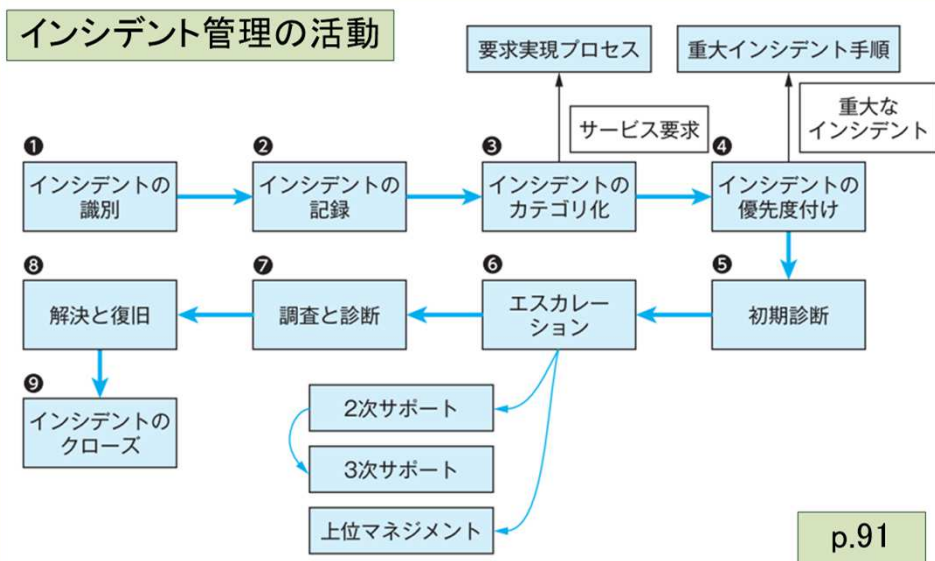 インシデント管理の活動
要求実現プロセス
重大インシデント手順
サービス要求
重大な
インシデント
❶
インシデントの
識別
❷
インシデントの
記録
❸
インシデントの
カテゴリ化
❹
インシデントの
優先度付け
❺
初期診断
❻
エスカレー
ション
❼
調査と診断
❽
解決と復旧
❾
インシデントの
クローズ
2次サポート
3次サポート
上位マネジメント
p.91